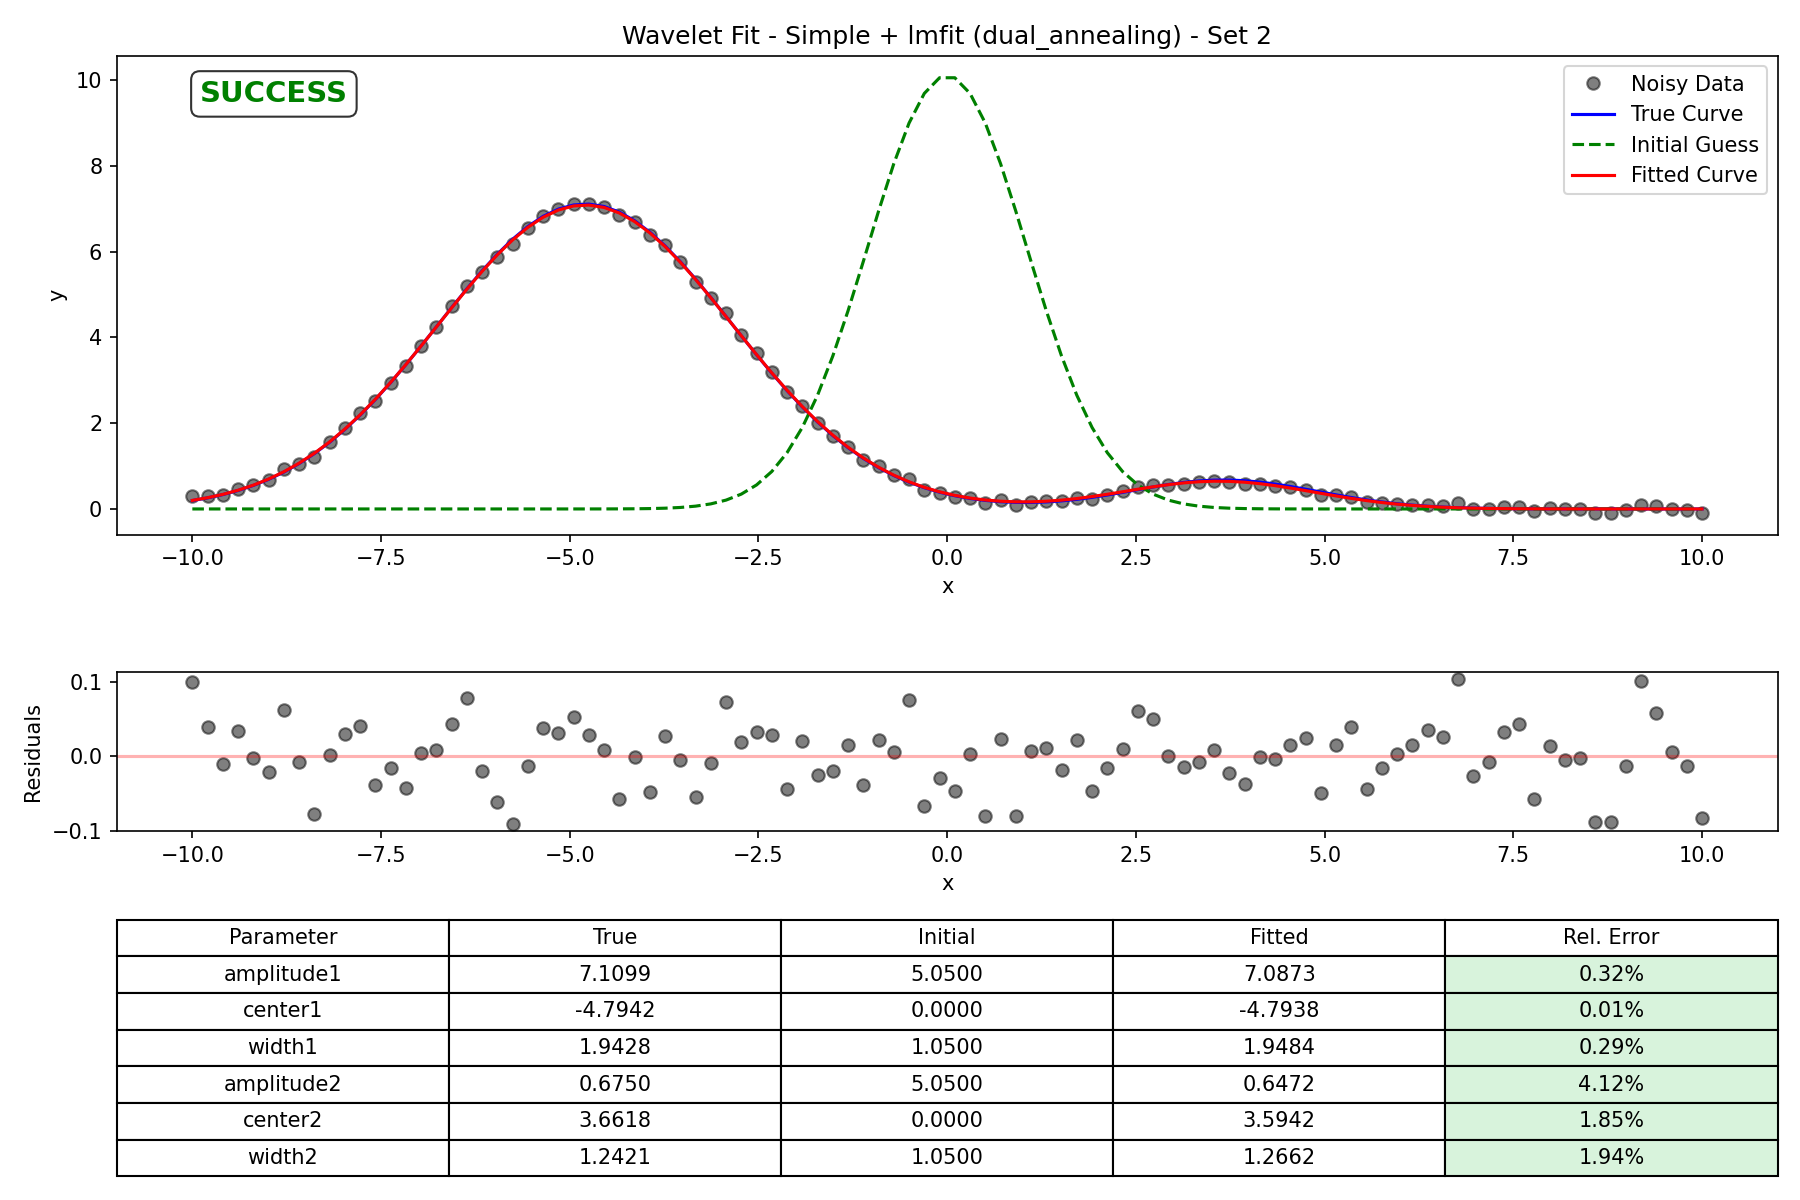 Wavelet Fit - Simple + lmfit (dual_annealing) - Set 2
SUCCESS
Noisy Data
True Curve
Initial Guess
Fitted Curve
y
10
8
6
4
2
0
−10.0 −7.5 −5.0 −2.5 0.0 2.5 5.0 7.5 10.0
x
Residuals
0.1
0.0
−0.1
−10.0 −7.5 −5.0 −2.5 0.0 2.5 5.0 7.5 10.0
x
Parameter True Initial Fitted Rel. Error
amplitude1 7.1099 5.0500 7.0873 0.32%
center1 -4.7942 0.0000 -4.7938 0.01%
width1 1.9428 1.0500 1.9484 0.29%
amplitude2 0.6750 5.0500 0.6472 4.12%
center2 3.6618 0.0000 3.5942 1.85%
width2 1.2421 1.0500 1.2662 1.94%